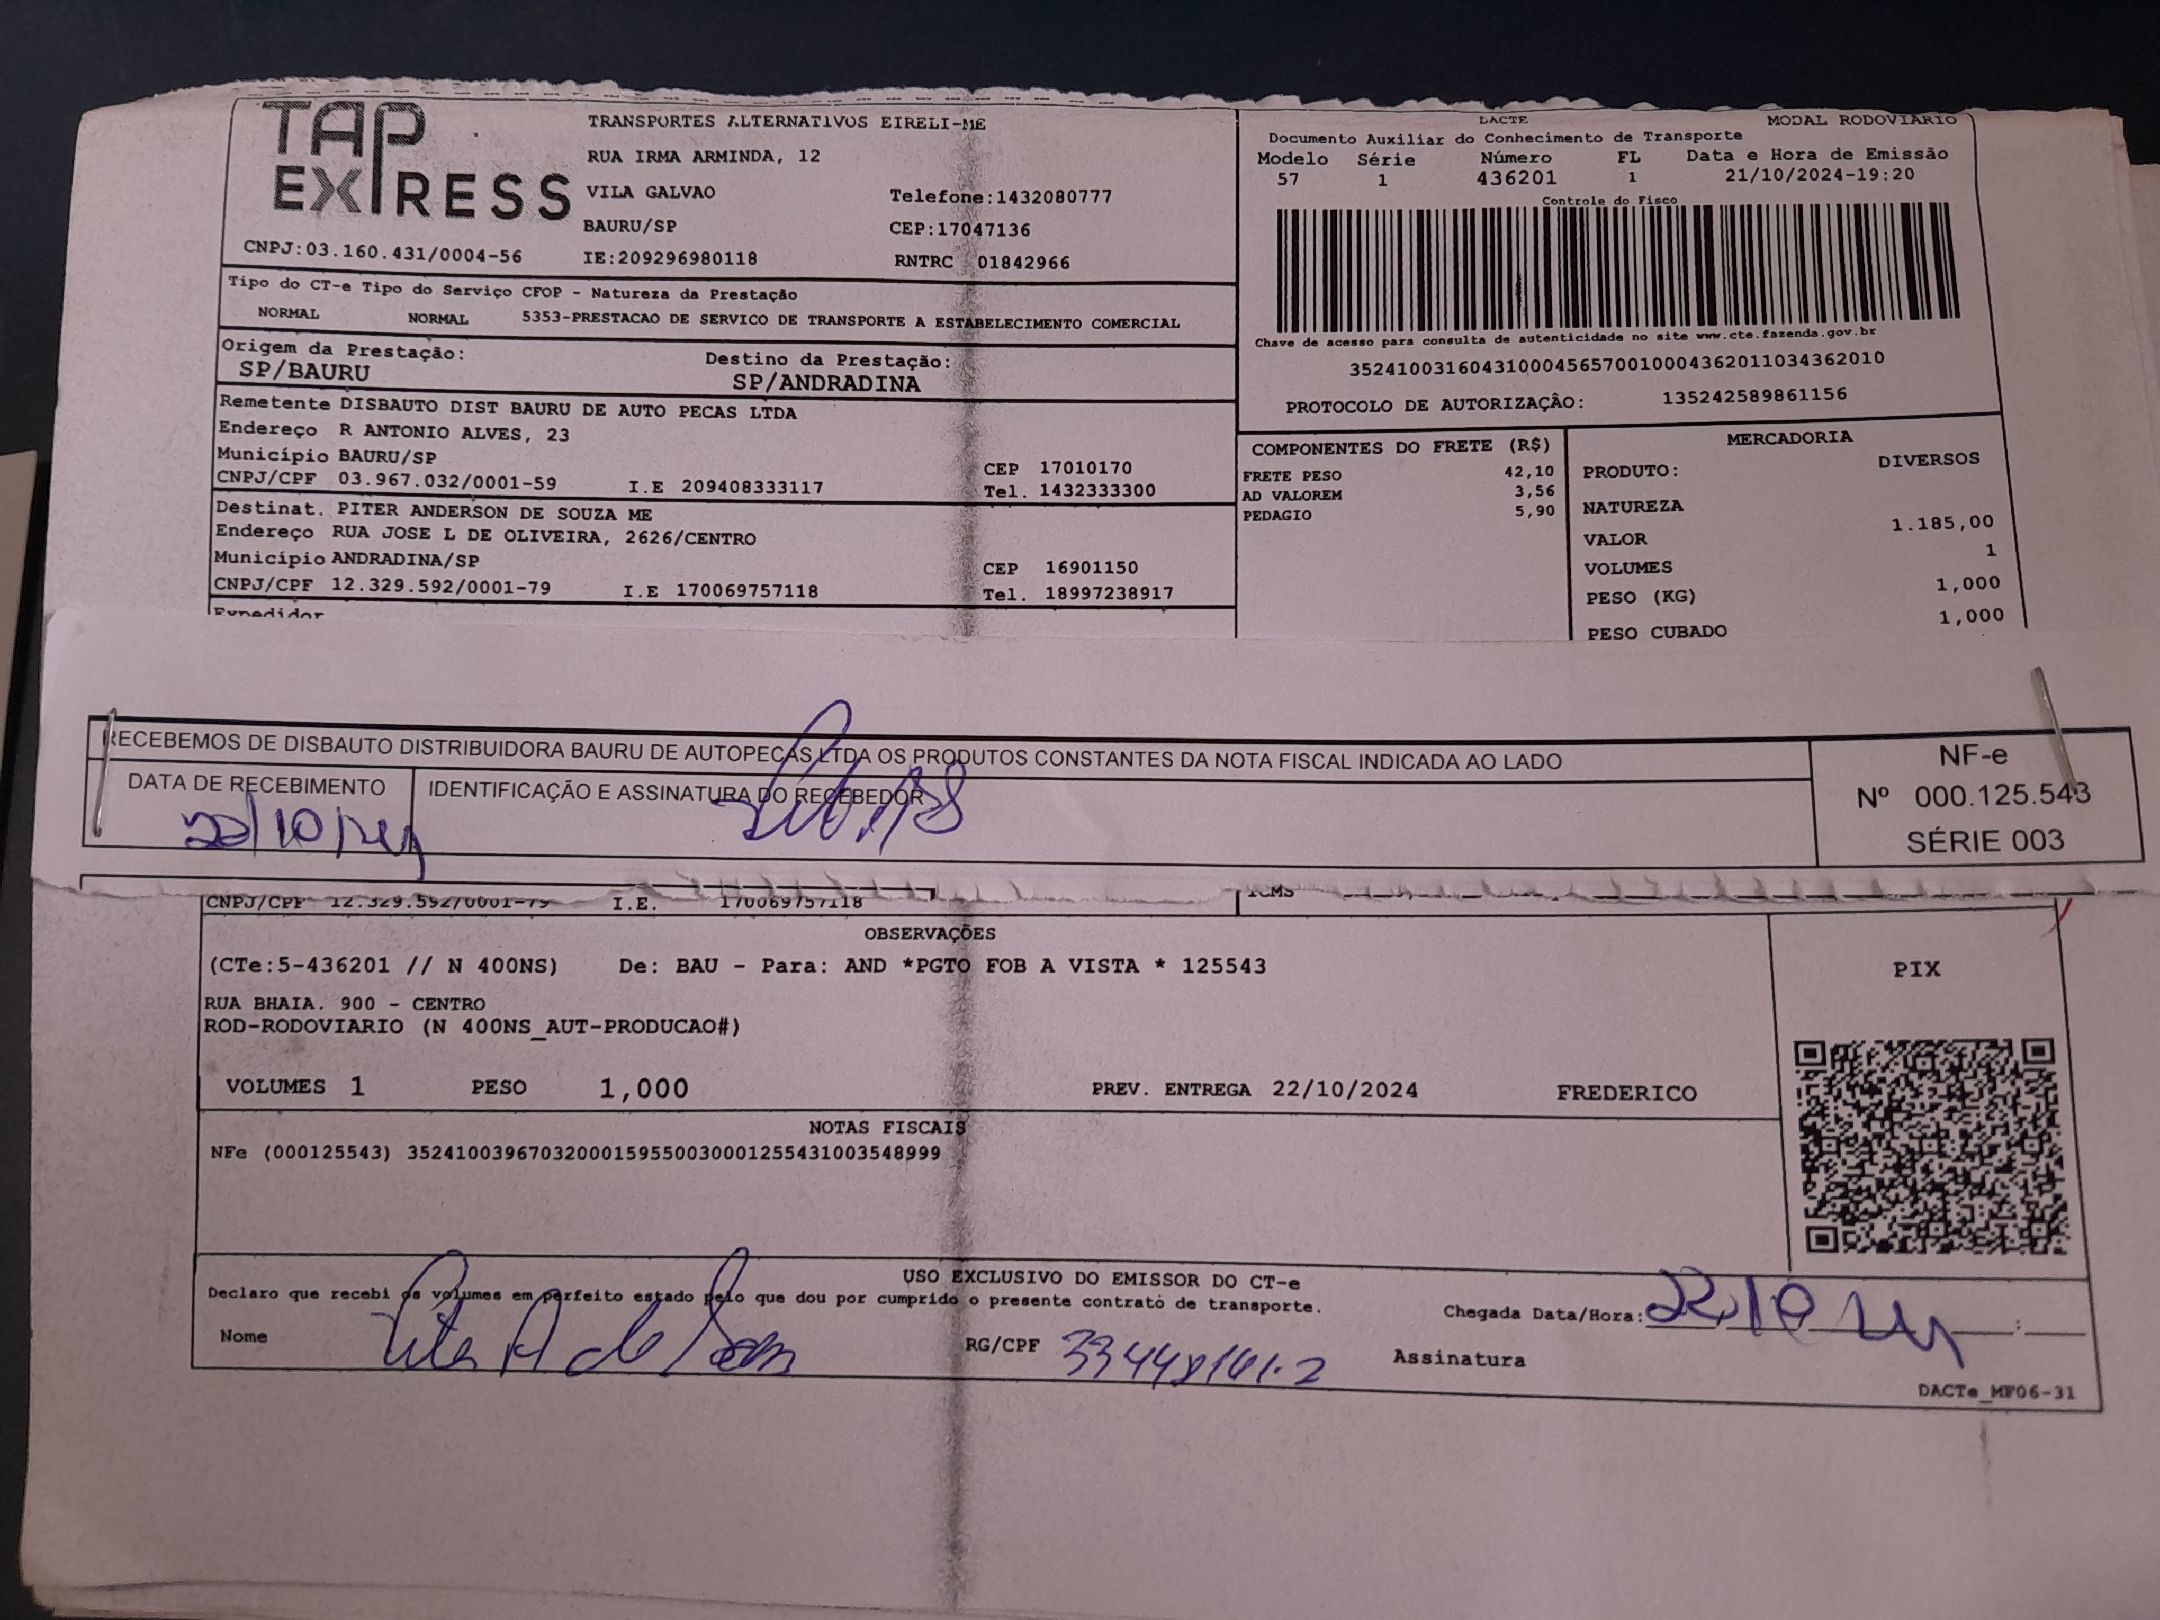 TAP EXPRESS
TRANSPORTES ALTERNATIVOS EIRELI-ME
RUA IRMA ARMINDA, 12
VILA GALVAO Telefone:1432080777
BAURU/SP CEP:17047136
CNPJ:03.160.431/0004-56 IE:209296980118 RNTRC 01842966
DACTE MODAL RODOVIARIO
Documento Auxiliar do Conhecimento de Transporte
Modelo Série Número FL Data e Hora de Emissão
57 1 436201 1 21/10/2024-19:20
Controle do Fisco
Chave de acesso para consulta de autenticidade no site www.cte.fazenda.gov.br
35241003160431000456570010004362011034362010
PROTOCOLO DE AUTORIZAÇÃO: 135242589861156
Tipo do CT-e Tipo do Serviço CFOP - Natureza da Prestação
NORMAL NORMAL 5353-PRESTACAO DE SERVICO DE TRANSPORTE A ESTABELECIMENTO COMERCIAL
Origem da Prestação: Destino da Prestação:
SP/BAURU SP/ANDRADINA
Remetente DISBAUTO DIST BAURU DE AUTO PECAS LTDA
Endereço R ANTONIO ALVES, 23
Município BAURU/SP CEP 17010170
CNPJ/CPF 03.967.032/0001-59 I.E 209408333117 Tel. 1432333300
Destinat. PITER ANDERSON DE SOUZA ME
Endereço RUA JOSE L DE OLIVEIRA, 2626/CENTRO
Município ANDRADINA/SP CEP 16901150
CNPJ/CPF 12.329.592/0001-79 I.E 170069757118 Tel. 18997238917
Expedidor
COMPONENTES DO FRETE (R$)
FRETE PESO 42,10
AD VALOREM 3,56
PEDAGIO 5,90
MERCADORIA
PRODUTO: DIVERSOS
NATUREZA
VALOR 1.185,00
VOLUMES 1
PESO (KG) 1,000
PESO CUBADO 1,000
RECEBEMOS DE DISBAUTO DISTRIBUIDORA BAURU DE AUTOPECAS LTDA OS PRODUTOS CONSTANTES DA NOTA FISCAL INDICADA AO LADO
DATA DE RECEBIMENTO IDENTIFICAÇÃO E ASSINATURA DO RECEBEDOR
22/10/24
NF-e
Nº 000.125.543
SÉRIE 003
CNPJ/CPF 12.329.592/0001-79 I.E. 170069757118 ICMS
OBSERVAÇÕES
(CTe:5-436201 // N 400NS) De: BAU - Para: AND *PGTO FOB A VISTA * 125543
RUA BHAIA. 900 - CENTRO
ROD-RODOVIARIO (N 400NS_AUT-PRODUCAO#)
VOLUMES 1 PESO 1,000 PREV. ENTREGA 22/10/2024 FREDERICO
PIX
NOTAS FISCAIS
NFe (000125543) 35241003967032000159550030001255431003548999
USO EXCLUSIVO DO EMISSOR DO CT-e
Declaro que recebi os volumes em perfeito estado pelo que dou por cumprido o presente contrato de transporte.
Chegada Data/Hora: 22/10 24 :
Nome Piter A de Souza RG/CPF Assinatura
DACTe_MF06-31